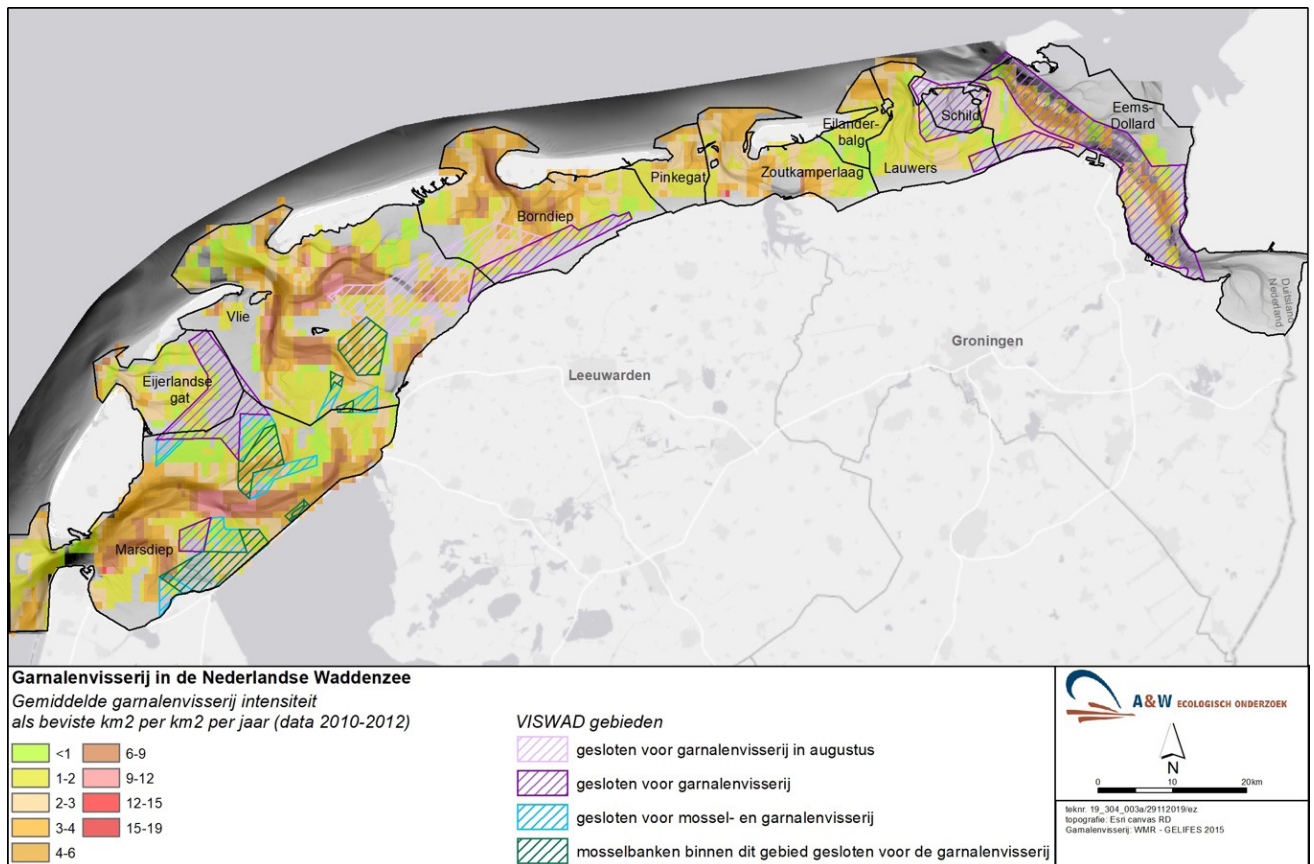 Eems-
Dollard
Schild
Eilander-
balg
Lauwers
Zoutkamperlaag
Pinkegat
Borndiep
Duitsland
Nederland
Vlie
Groningen
Leeuwarden
Eijerlandse
gat
Marsdiep
Garnalenvisserij in de Nederlandse Waddenzee
Gemiddelde garnalenvisserij intensiteit
als beviste km2 per km2 per jaar (data 2010-2012)
<1
1-2
2-3
3-4
4-6
6-9
9-12
12-15
15-19
VISWAD gebieden
gesloten voor garnalenvisserij in augustus
gesloten voor garnalenvisserij
gesloten voor mossel- en garnalenvisserij
mosselbanken binnen dit gebied gesloten voor de garnalenvisserij
A&W ECOLOGISCH ONDERZOEK
N
0 10 20km
teknr. 19_304_003a/29112019/ez
topografie: Esri canvas RD
Garnalenvisserij: WMR - GELIFES 2015